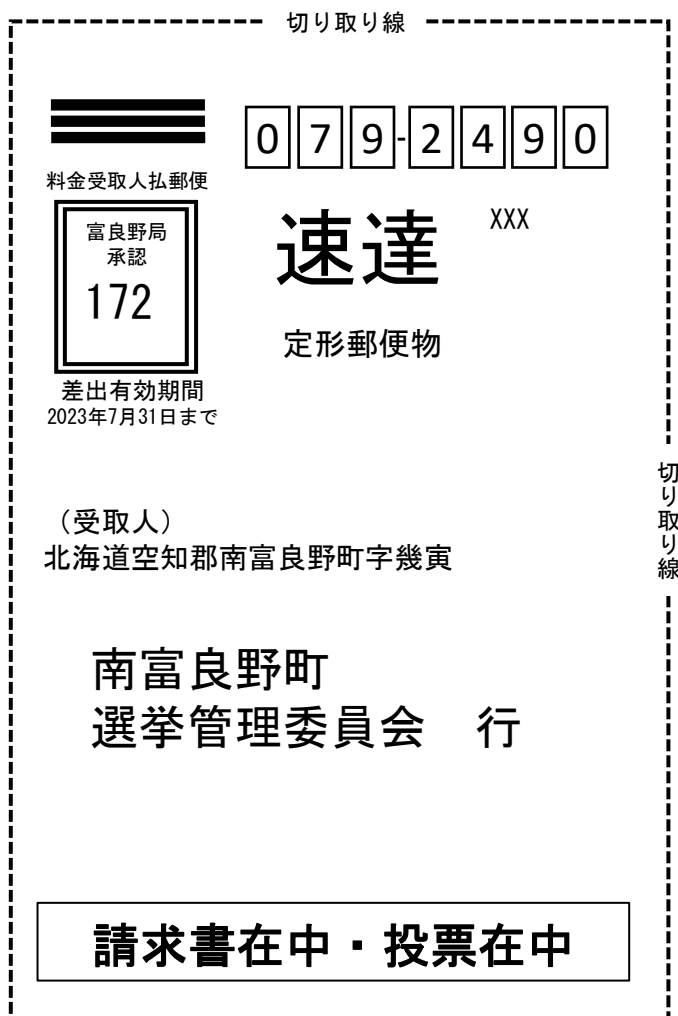 切り取り線
079-2490
料金受取人払郵便
富良野局
承認
172
差出有効期間
2023年7月31日まで
速達
XXX
定形郵便物
切り取り線
（受取人）
北海道空知郡南富良野町字幾寅
南富良野町
選挙管理委員会　行
請求書在中・投票在中